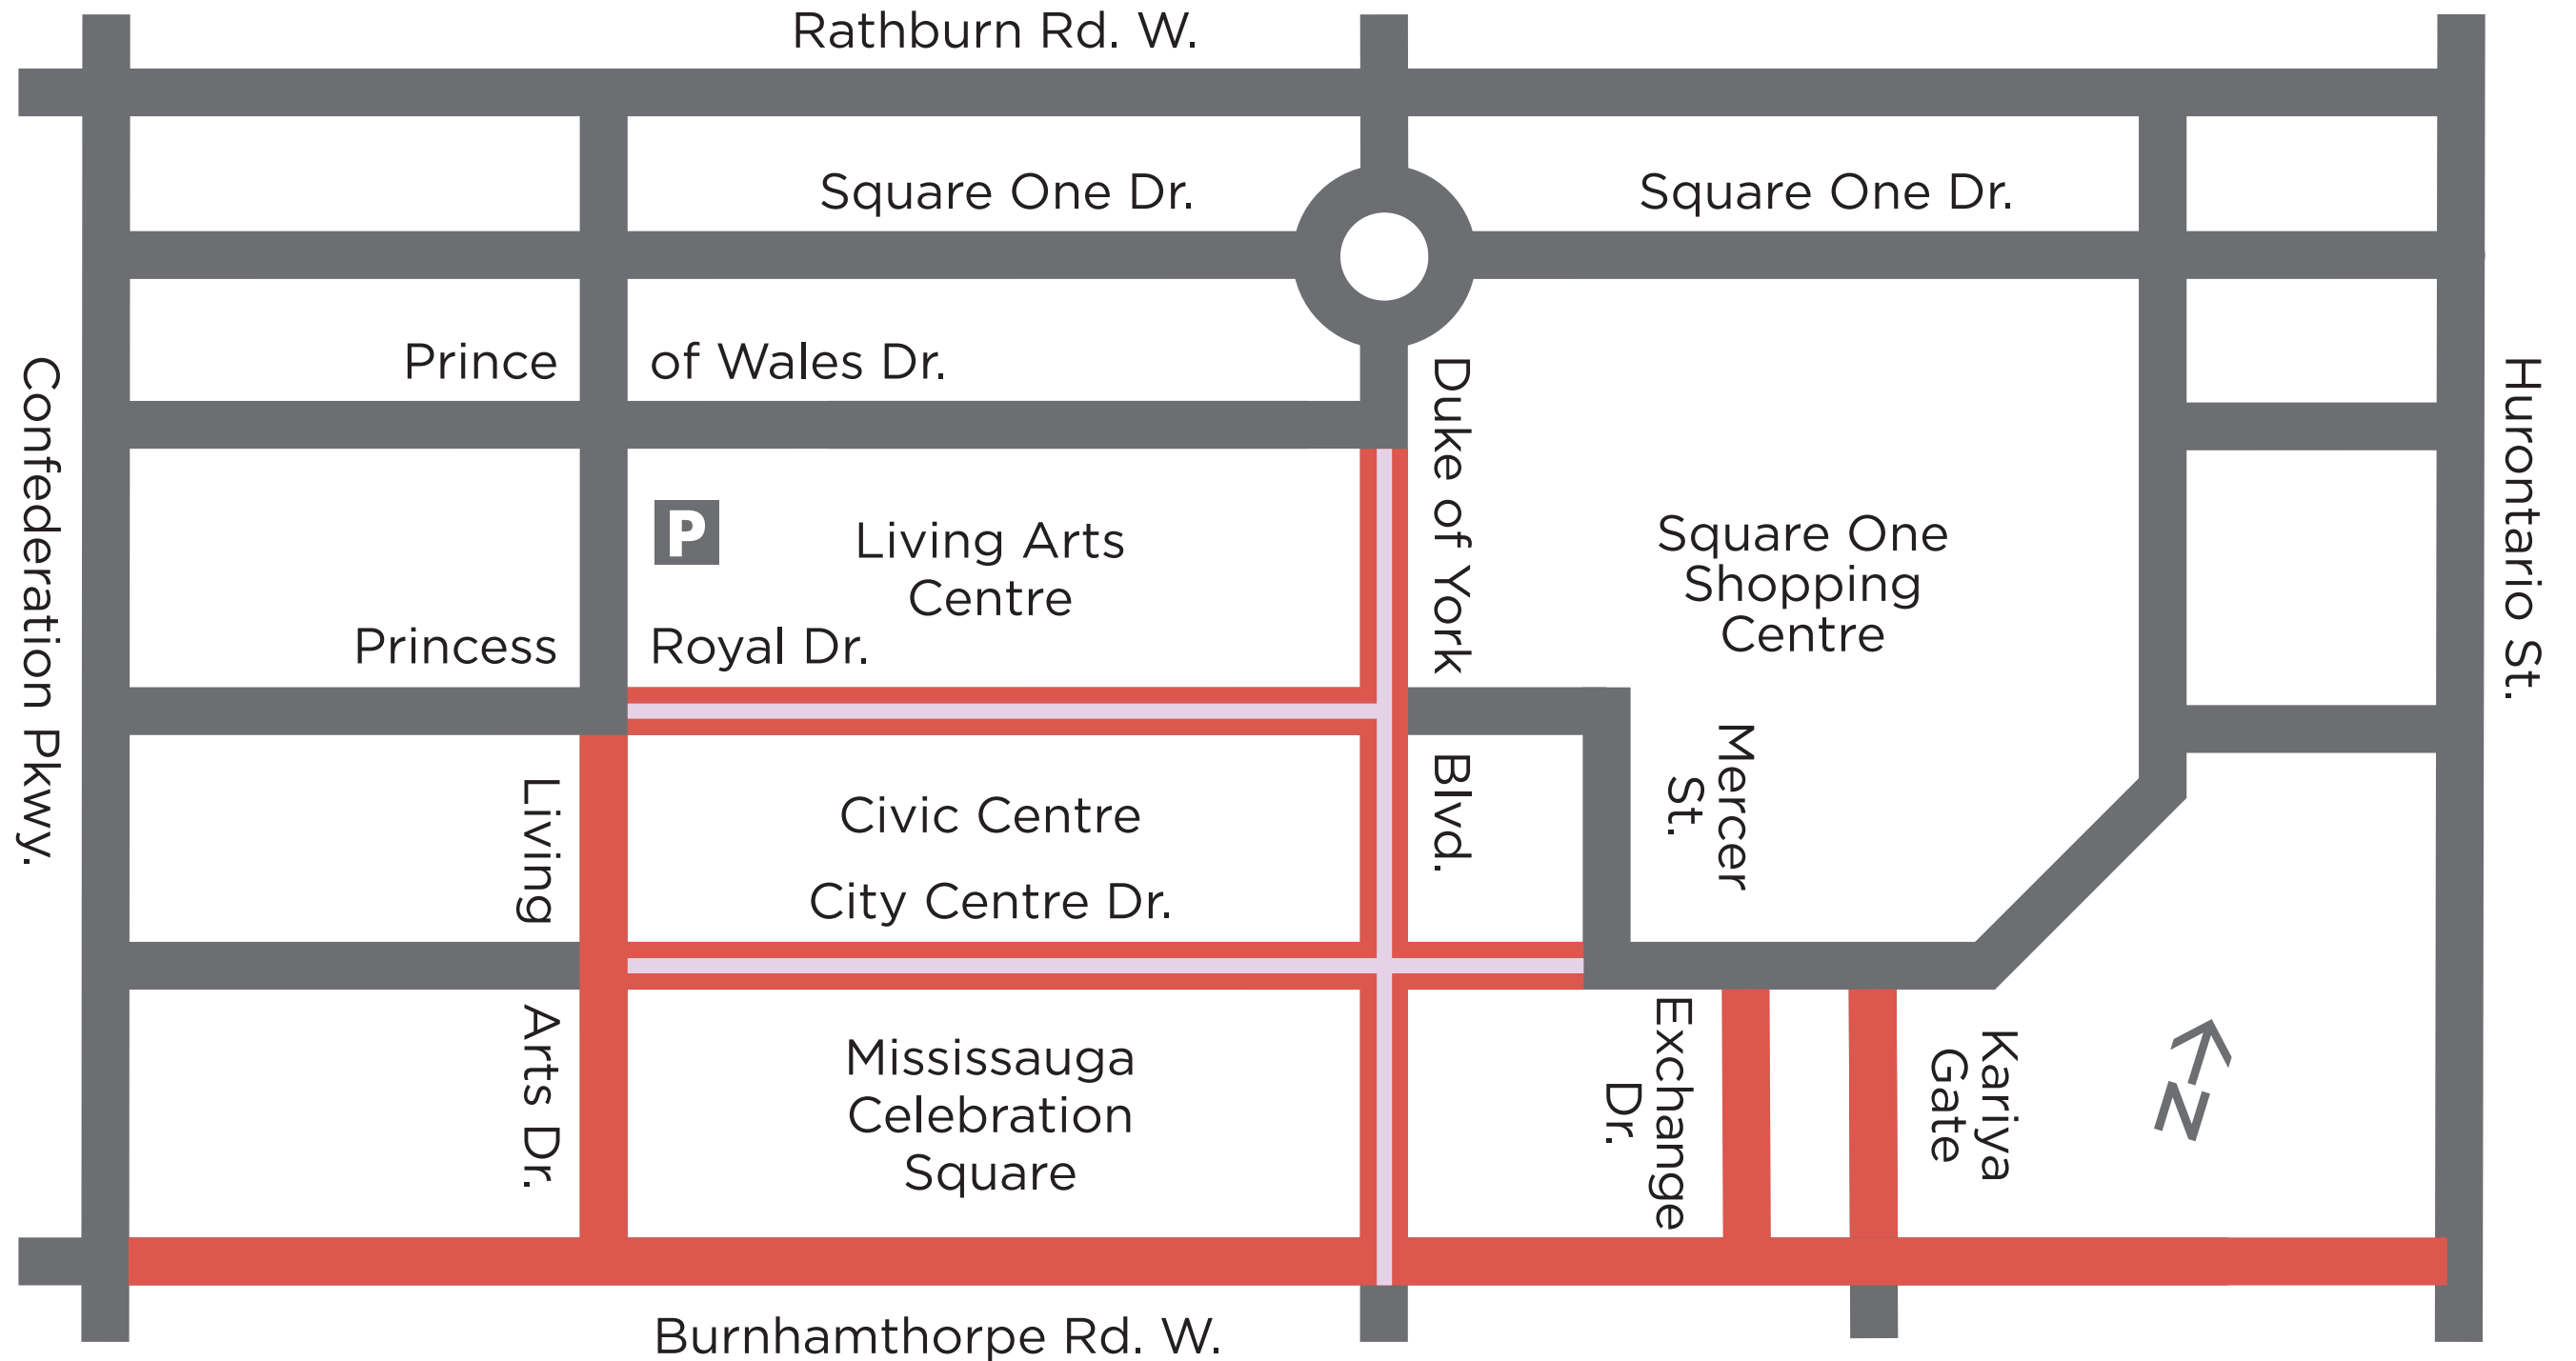 Rathburn Rd. W.
Square One Dr.
Square One Dr.
Prince of Wales Dr.
Confederation Pkwy.
Duke of York Blvd.
Hurontario St.
P
Living Arts
Centre
Square One
Shopping
Centre
Princess Royal Dr.
Mercer
St.
Living Arts Dr.
Civic Centre
City Centre Dr.
Mississauga
Celebration
Square
Exchange
Dr.
Kariya
Gate
N
Burnhamthorpe Rd. W.